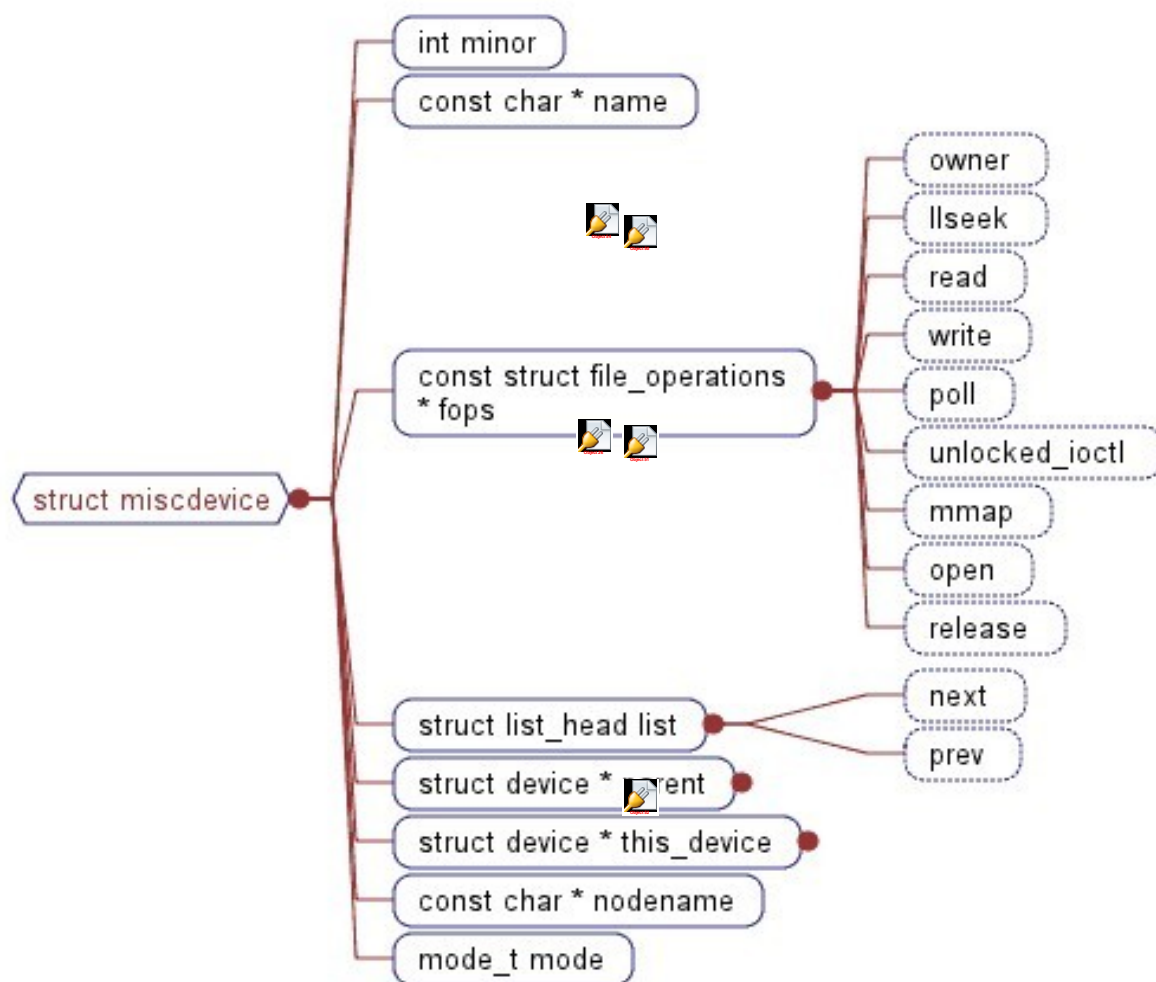 int minor
const char * name
owner
llseek
read
write
const struct file_operations
* fops
poll
unlocked_ioctl
struct miscdevice
mmap
open
release
struct list_head list
next
prev
struct device *
struct device * this_device
const char * nodename
mode_t mode